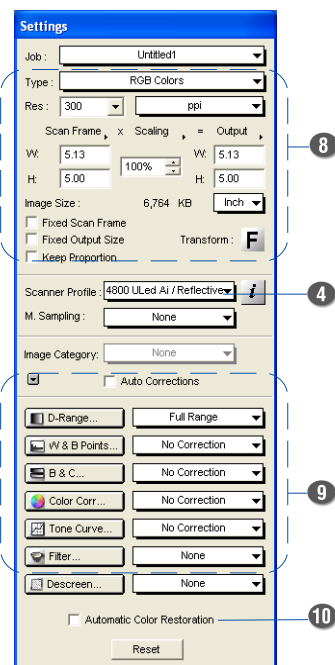 Settings
Job : Untitled1
Type : RGB Colors
Res : 300 ppi
Scan Frame x Scaling = Output
W: 5.13 100% W: 5.13
H: 5.00 H: 5.00
Image Size : 6,764 KB Inch
Fixed Scan Frame
Fixed Output Size Transform : F
Keep Proportion
8
Scanner Profile : 4800 ULed Ai / Reflective i
4
M. Sampling : None
Image Category: None
Auto Corrections
D-Range... Full Range
W & B Points... No Correction
B & C... No Correction
9
Color Corr... No Correction
Tone Curve... No Correction
Filter... None
Descreen... None
Automatic Color Restoration
10
Reset